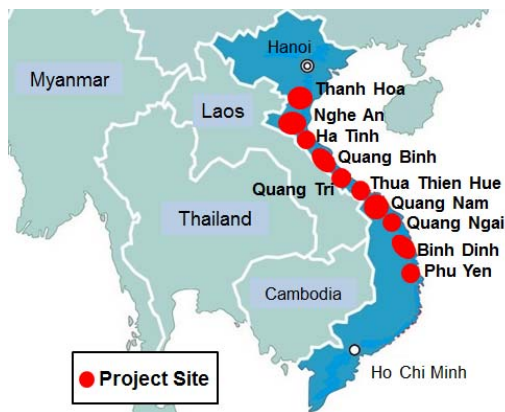 Hanoi
Myanmar
Thanh Hoa
Laos
Nghe An
Ha Tinh
Quang Binh
Quang Tri
Thua Thien Hue
Quang Nam
Thailand
Quang Ngai
Binh Dinh
Phu Yen
Cambodia
Ho Chi Minh
Project Site